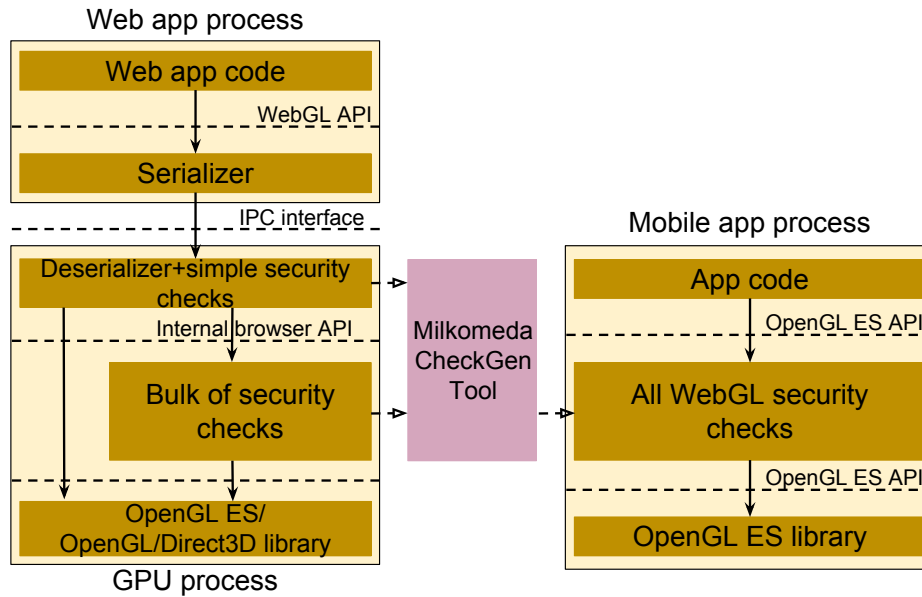 Web app process
Web app code
WebGL API
Serializer
IPC interface
Deserializer+simple security
checks
Internal browser API
Bulk of security
checks
OpenGL ES/
OpenGL/Direct3D library
GPU process
Milkomeda
CheckGen
Tool
Mobile app process
App code
OpenGL ES API
All WebGL security
checks
OpenGL ES API
OpenGL ES library